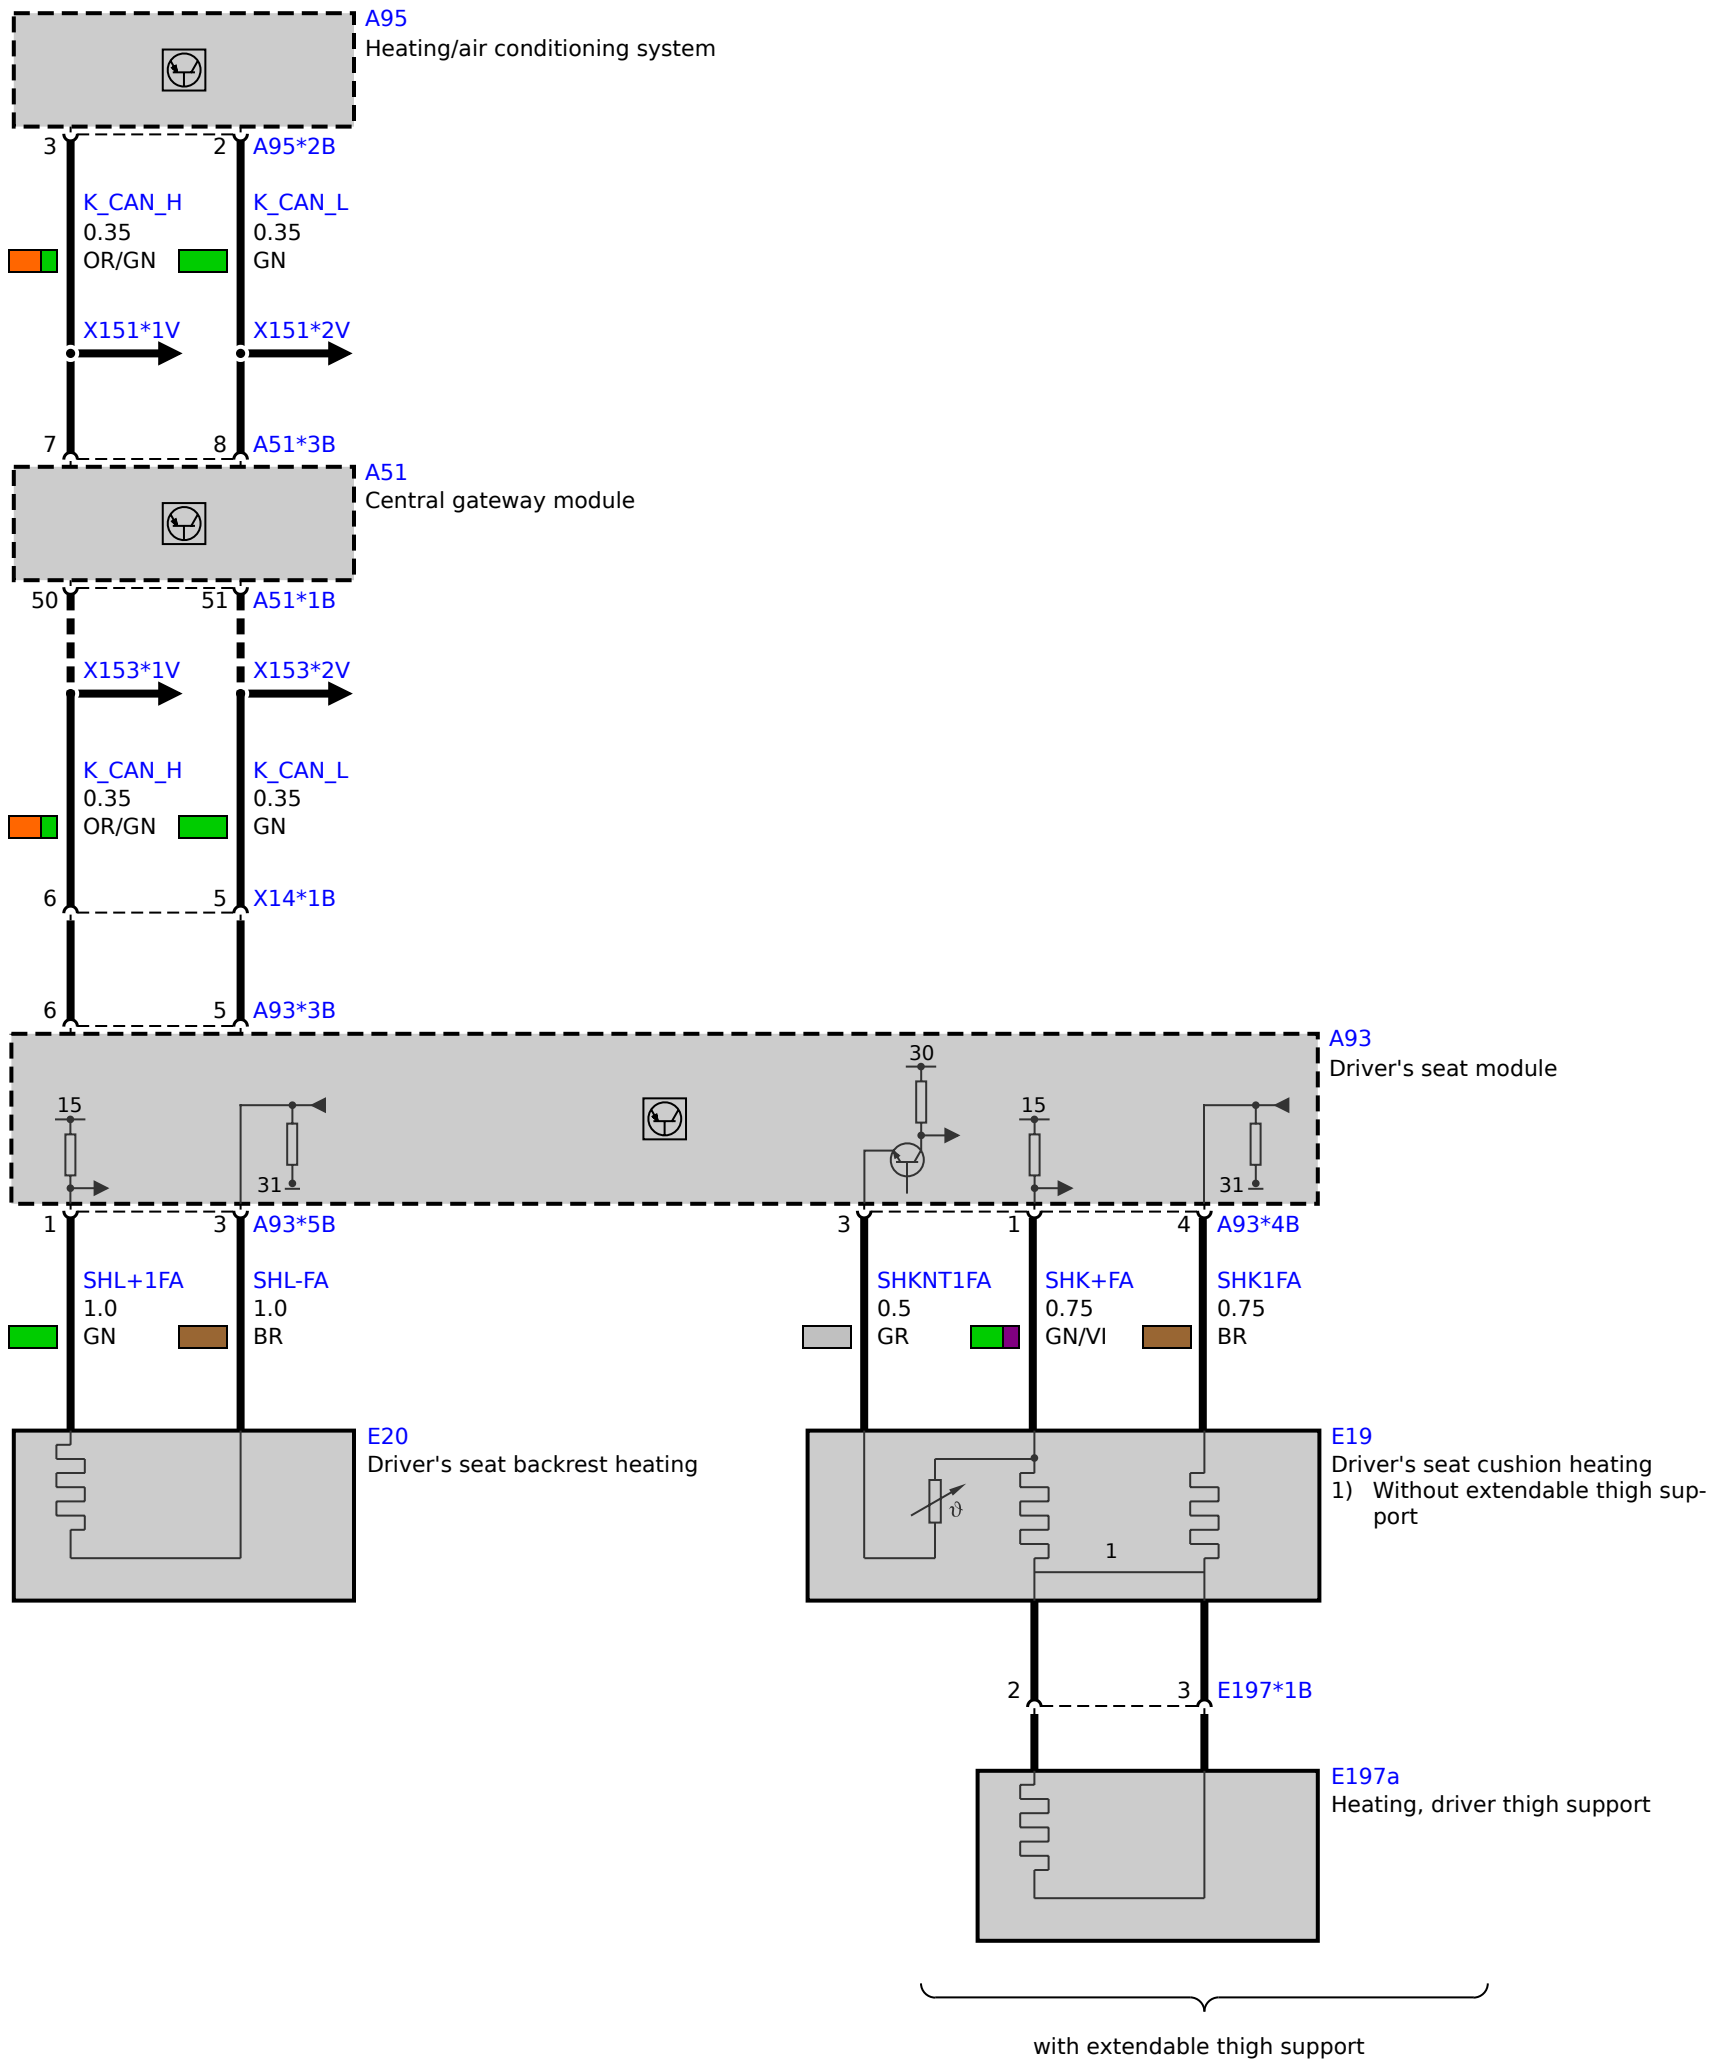 A95
Heating/air conditioning system
3 2 A95*2B
K_CAN_H K_CAN_L
0.35 0.35
OR/GN GN
X151*1V X151*2V
7 8 A51*3B
A51
Central gateway module
50 51 A51*1B
X153*1V X153*2V
K_CAN_H K_CAN_L
0.35 0.35
OR/GN GN
6 5 X14*1B
6 5 A93*3B
A93
Driver's seat module
30
15 15
31 31
1 3 A93*5B 3 1 4 A93*4B
SHL+1FA SHL-FA SHKNT1FA SHK+FA SHK1FA
1.0 1.0 0.5 0.75 0.75
GN BR GR GN/VI BR
E20 E19
Driver's seat backrest heating Driver's seat cushion heating
1) Without extendable thigh sup-
port
ϑ
1
2 3 E197*1B
E197a
Heating, driver thigh support
with extendable thigh support